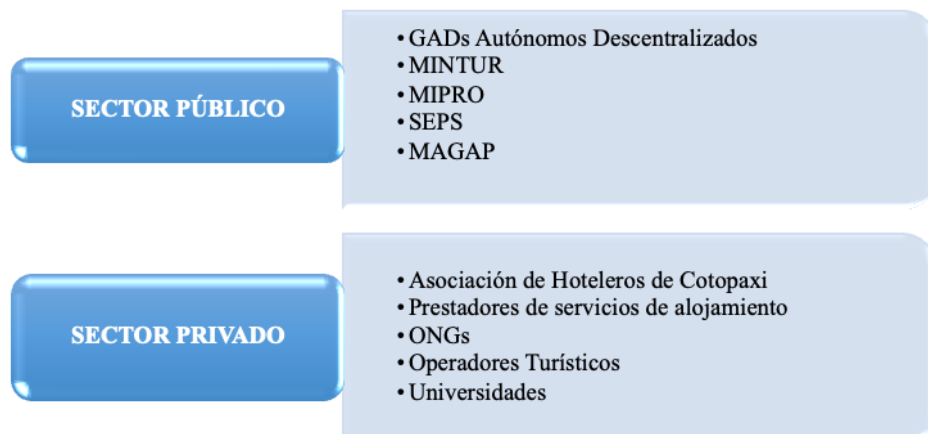 SECTOR PÚBLICO
• GADs Autónomos Descentralizados
• MINTUR
• MIPRO
• SEPS
• MAGAP
SECTOR PRIVADO
• Asociación de Hoteleros de Cotopaxi
• Prestadores de servicios de alojamiento
• ONGs
• Operadores Turísticos
• Universidades